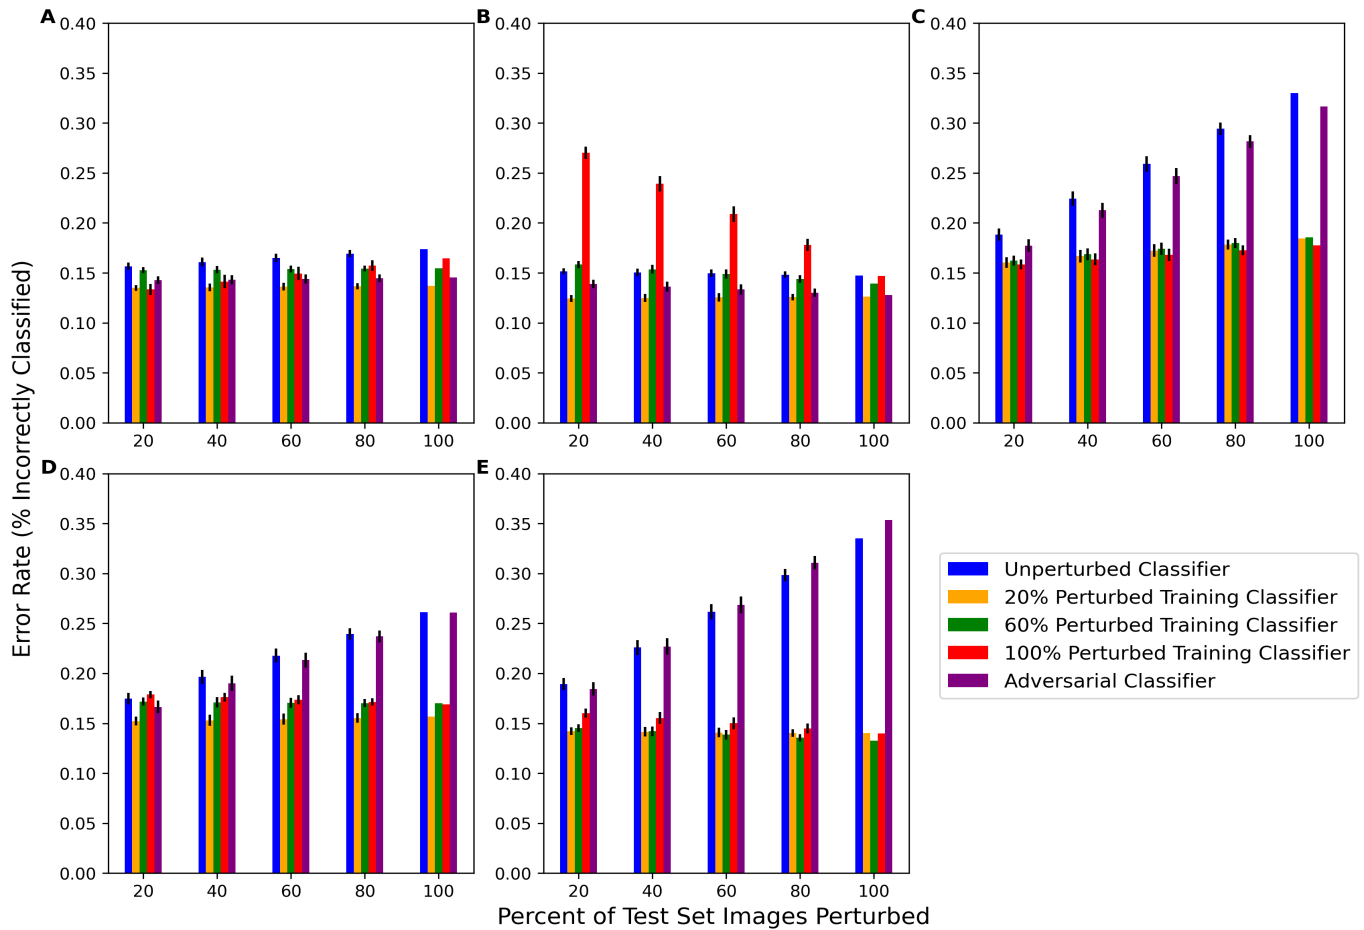 A
0.40
0.35
0.30
0.25
0.20
0.15
0.10
0.05
0.00
20 40 60 80 100
B
0.40
0.35
0.30
0.25
0.20
0.15
0.10
0.05
0.00
20 40 60 80 100
C
0.40
0.35
0.30
0.25
0.20
0.15
0.10
0.05
0.00
20 40 60 80 100
Error Rate (% Incorrectly Classified)
D
0.40
0.35
0.30
0.25
0.20
0.15
0.10
0.05
0.00
20 40 60 80 100
E
0.40
0.35
0.30
0.25
0.20
0.15
0.10
0.05
0.00
20 40 60 80 100
Unperturbed Classifier
20% Perturbed Training Classifier
60% Perturbed Training Classifier
100% Perturbed Training Classifier
Adversarial Classifier
Percent of Test Set Images Perturbed